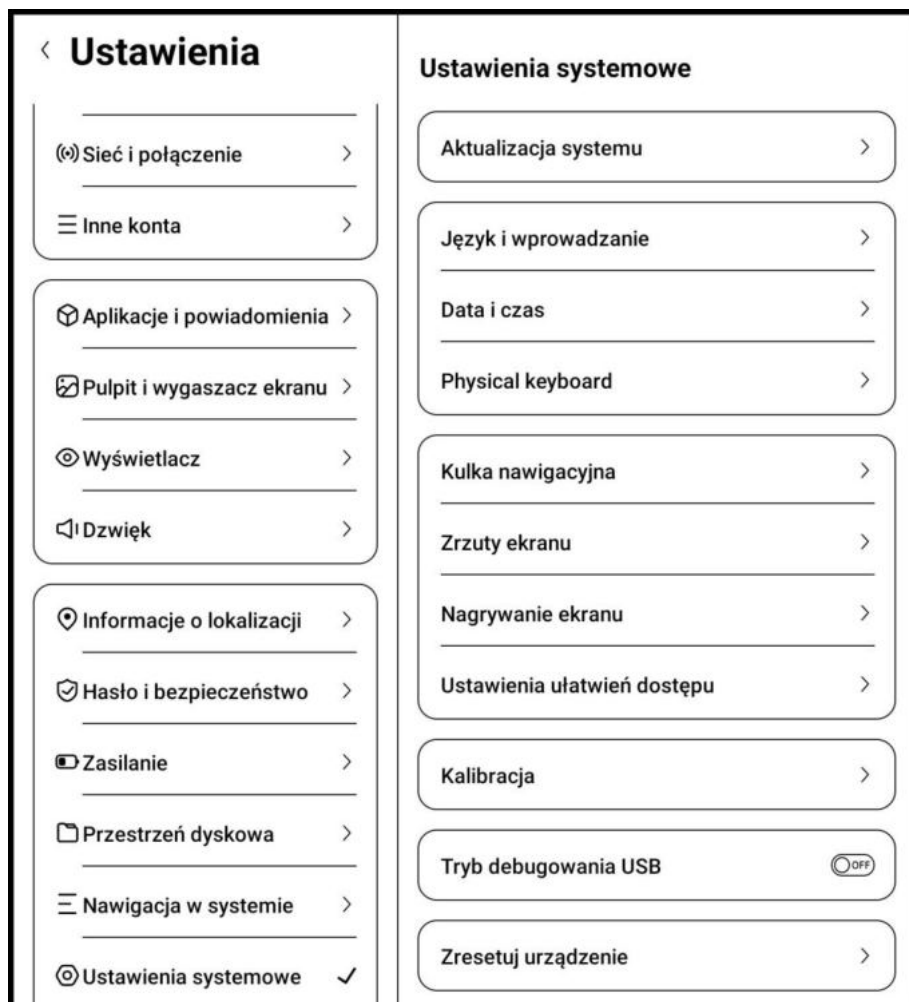 Ustawienia
Sieć i połączenie
Inne konta
Aplikacje i powiadomienia
Pulpit i wygaszacz ekranu
Wyświetlacz
Dzwięk
Informacje o lokalizacji
Hasło i bezpieczeństwo
Zasilanie
Przestrzeń dyskowa
Nawigacja w systemie
Ustawienia systemowe
Ustawienia systemowe
Aktualizacja systemu
Język i wprowadzanie
Data i czas
Physical keyboard
Kulka nawigacyjna
Zrzuty ekranu
Nagrywanie ekranu
Ustawienia ułatwień dostępu
Kalibracja
Tryb debugowania USB OFF
Zresetuj urządzenie